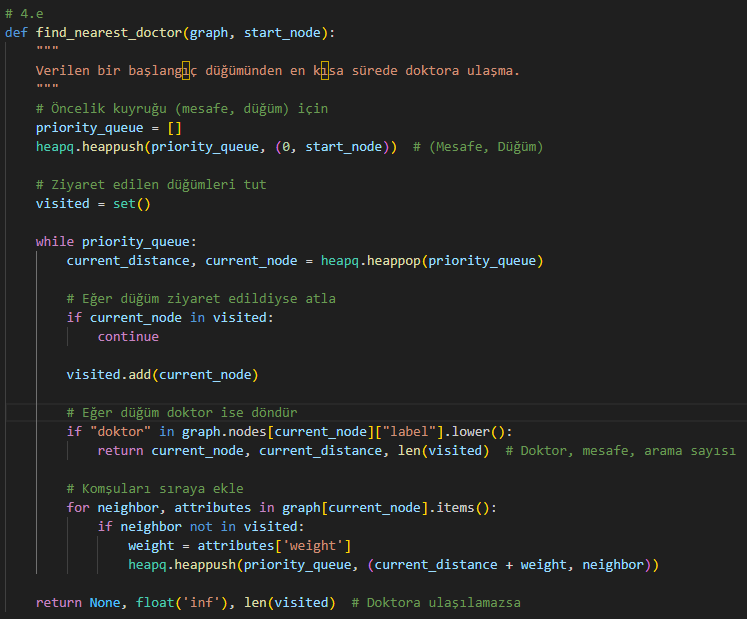 # 4.e
def find_nearest_doctor(graph, start_node):
    """
    Verilen bir başlangıç düğümünden en kısa sürede doktora ulaşma.
    """
    # Öncelik kuyruğu (mesafe, düğüm) için
    priority_queue = []
    heapq.heappush(priority_queue, (0, start_node))  # (Mesafe, Düğüm)

    # Ziyaret edilen düğümleri tut
    visited = set()

    while priority_queue:
        current_distance, current_node = heapq.heappop(priority_queue)

        # Eğer düğüm ziyaret edildiyse atla
        if current_node in visited:
            continue

        visited.add(current_node)

        # Eğer düğüm doktor ise döndür
        if "doktor" in graph.nodes[current_node]["label"].lower():
            return current_node, current_distance, len(visited)  # Doktor, mesafe, arama sayısı

        # Komşuları sıraya ekle
        for neighbor, attributes in graph[current_node].items():
            if neighbor not in visited:
                weight = attributes['weight']
                heapq.heappush(priority_queue, (current_distance + weight, neighbor))

    return None, float('inf'), len(visited)  # Doktora ulaşılamazsa